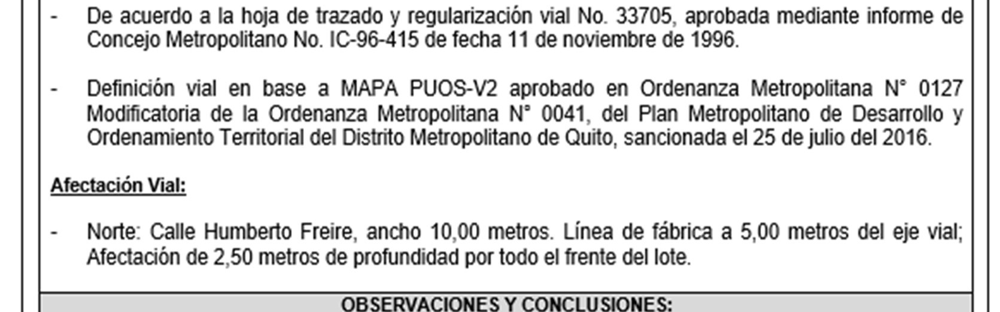 - De acuerdo a la hoja de trazado y regularización vial No. 33705, aprobada mediante informe de
Concejo Metropolitano No. IC-96-415 de fecha 11 de noviembre de 1996.
- Definición vial en base a MAPA PUOS-V2 aprobado en Ordenanza Metropolitana N° 0127
Modificatoria de la Ordenanza Metropolitana N° 0041, del Plan Metropolitano de Desarrollo y
Ordenamiento Territorial del Distrito Metropolitano de Quito, sancionada el 25 de julio del 2016.
Afectación Vial:
- Norte: Calle Humberto Freire, ancho 10,00 metros. Línea de fábrica a 5,00 metros del eje vial;
Afectación de 2,50 metros de profundidad por todo el frente del lote.
OBSERVACIONES Y CONCLUSIONES: